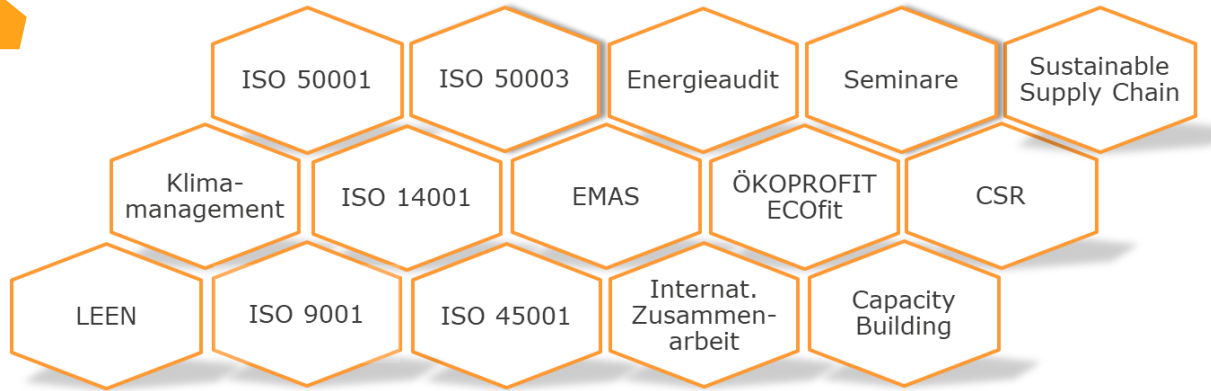 ISO 50001
ISO 50003
Energieaudit
Seminare
Sustainable
Supply Chain
Klima-
management
ISO 14001
EMAS
ÖKOPROFIT
ECOfit
CSR
LEEN
ISO 9001
ISO 45001
Internat.
Zusammen-
arbeit
Capacity
Building